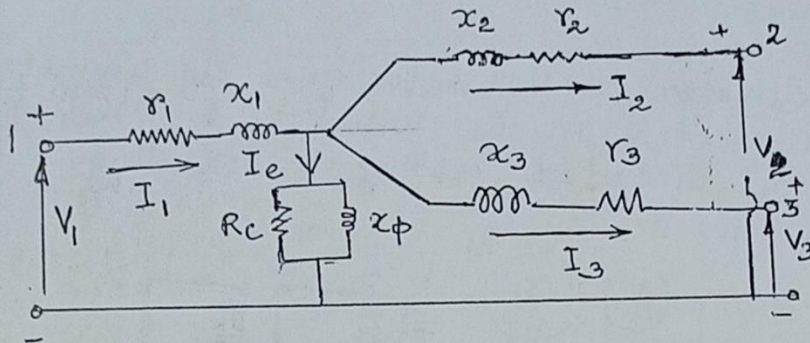 x₂ r₂ + 2
I₂
r₁ x₁
1 +
I₁ Iₑ
x₃ r₃ V₂
+ 3
V₁ Rc xϕ
I₃ V₃
- -